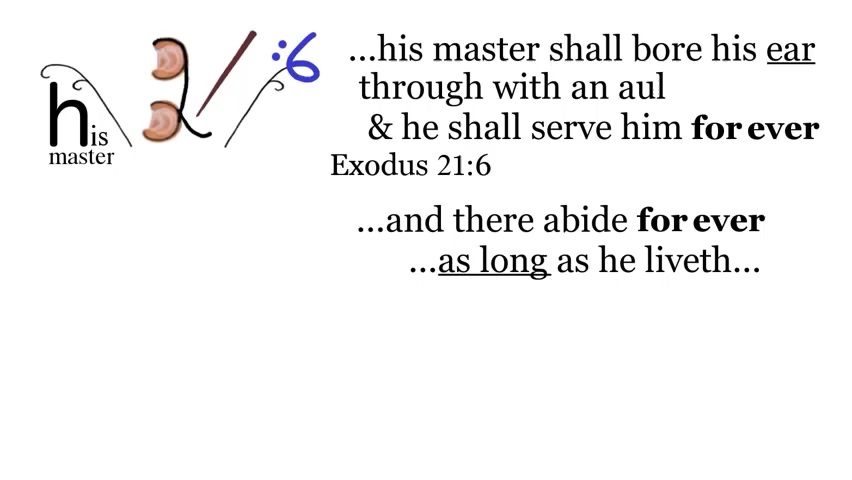 his
master
:6
...his master shall bore his ear
through with an aul
& he shall serve him for ever
Exodus 21:6
...and there abide for ever
...as long as he liveth...